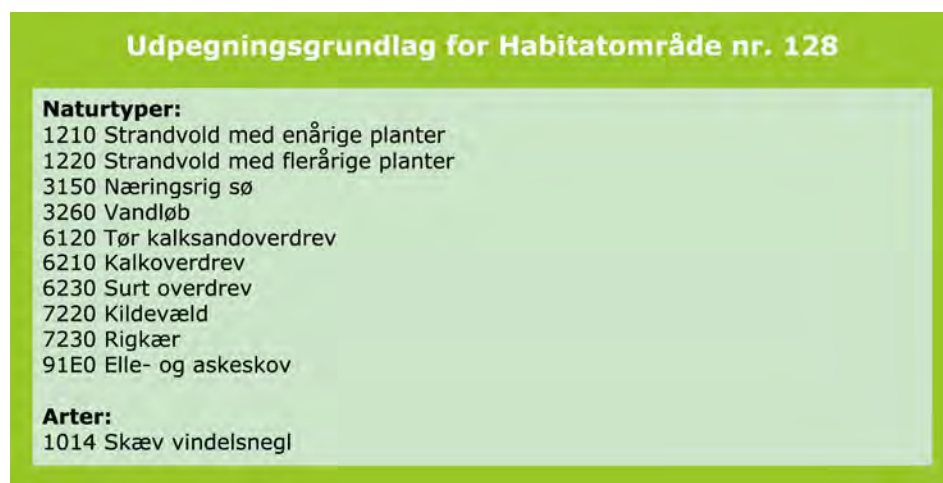 Udpegningsgrundlag for Habitatområde nr. 128
Naturtyper:
1210 Strandvold med enårige planter
1220 Strandvold med flerårige planter
3150 Næringsrig sø
3260 Vandløb
6120 Tør kalksandoverdrev
6210 Kalkoverdrev
6230 Surt overdrev
7220 Kildevæld
7230 Rigkær
91E0 Elle- og askeskov
Arter:
1014 Skæv vindelsnegl